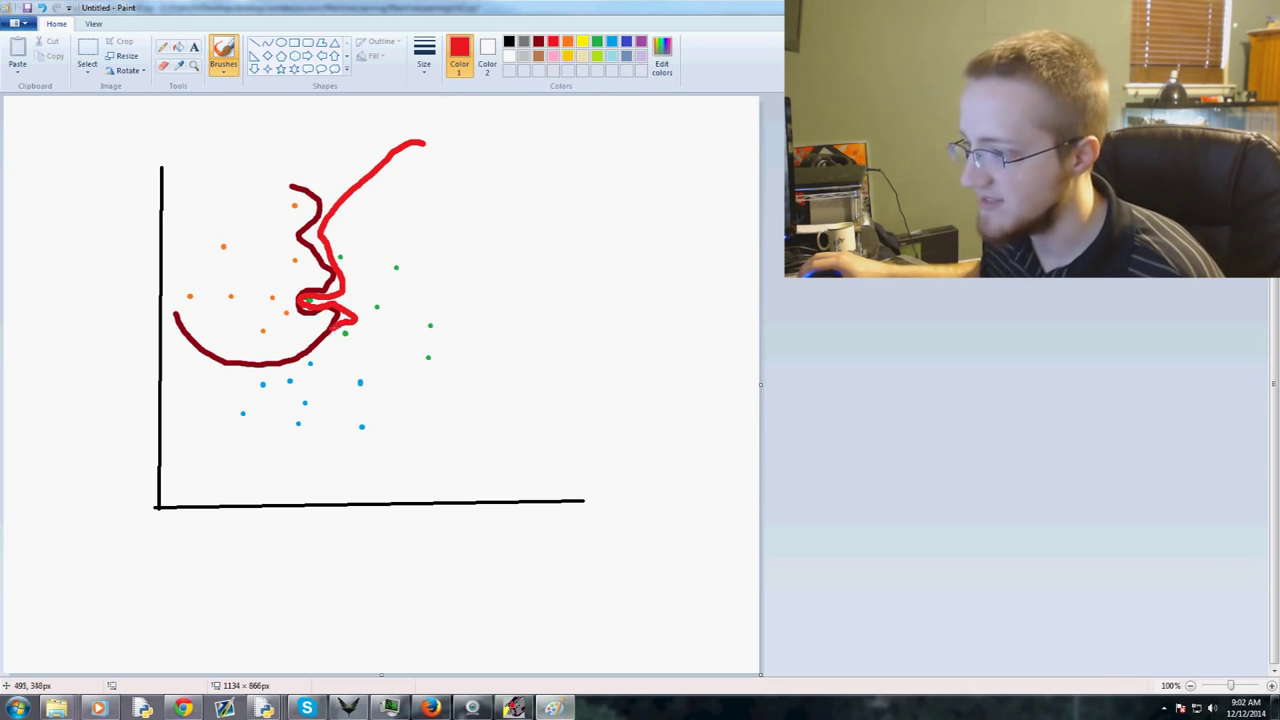 Untitled - Paint
Home View
Paste
Cut
Copy
Clipboard
Select
Crop
Resize
Rotate
Image
A
Tools
Brushes
Outline
Fill
Shapes
Size
Color 1
Color 2
Edit colors
Colors
495, 348px
1134 × 866px
100%
9:02 AM
12/12/2014